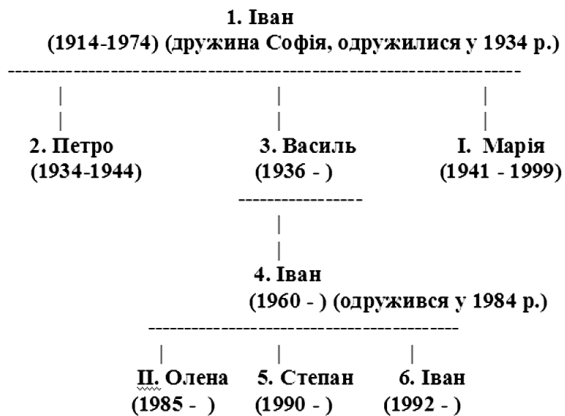 1. Іван
(1914-1974) (дружина Софія, одружилися у 1934 р.)
2. Петро 3. Василь І. Марія
(1934-1944) (1936 - ) (1941 - 1999)
4. Іван
(1960 - ) (одружився у 1984 р.)
ІІ. Олена 5. Степан 6. Іван
(1985 - ) (1990 - ) (1992 - )